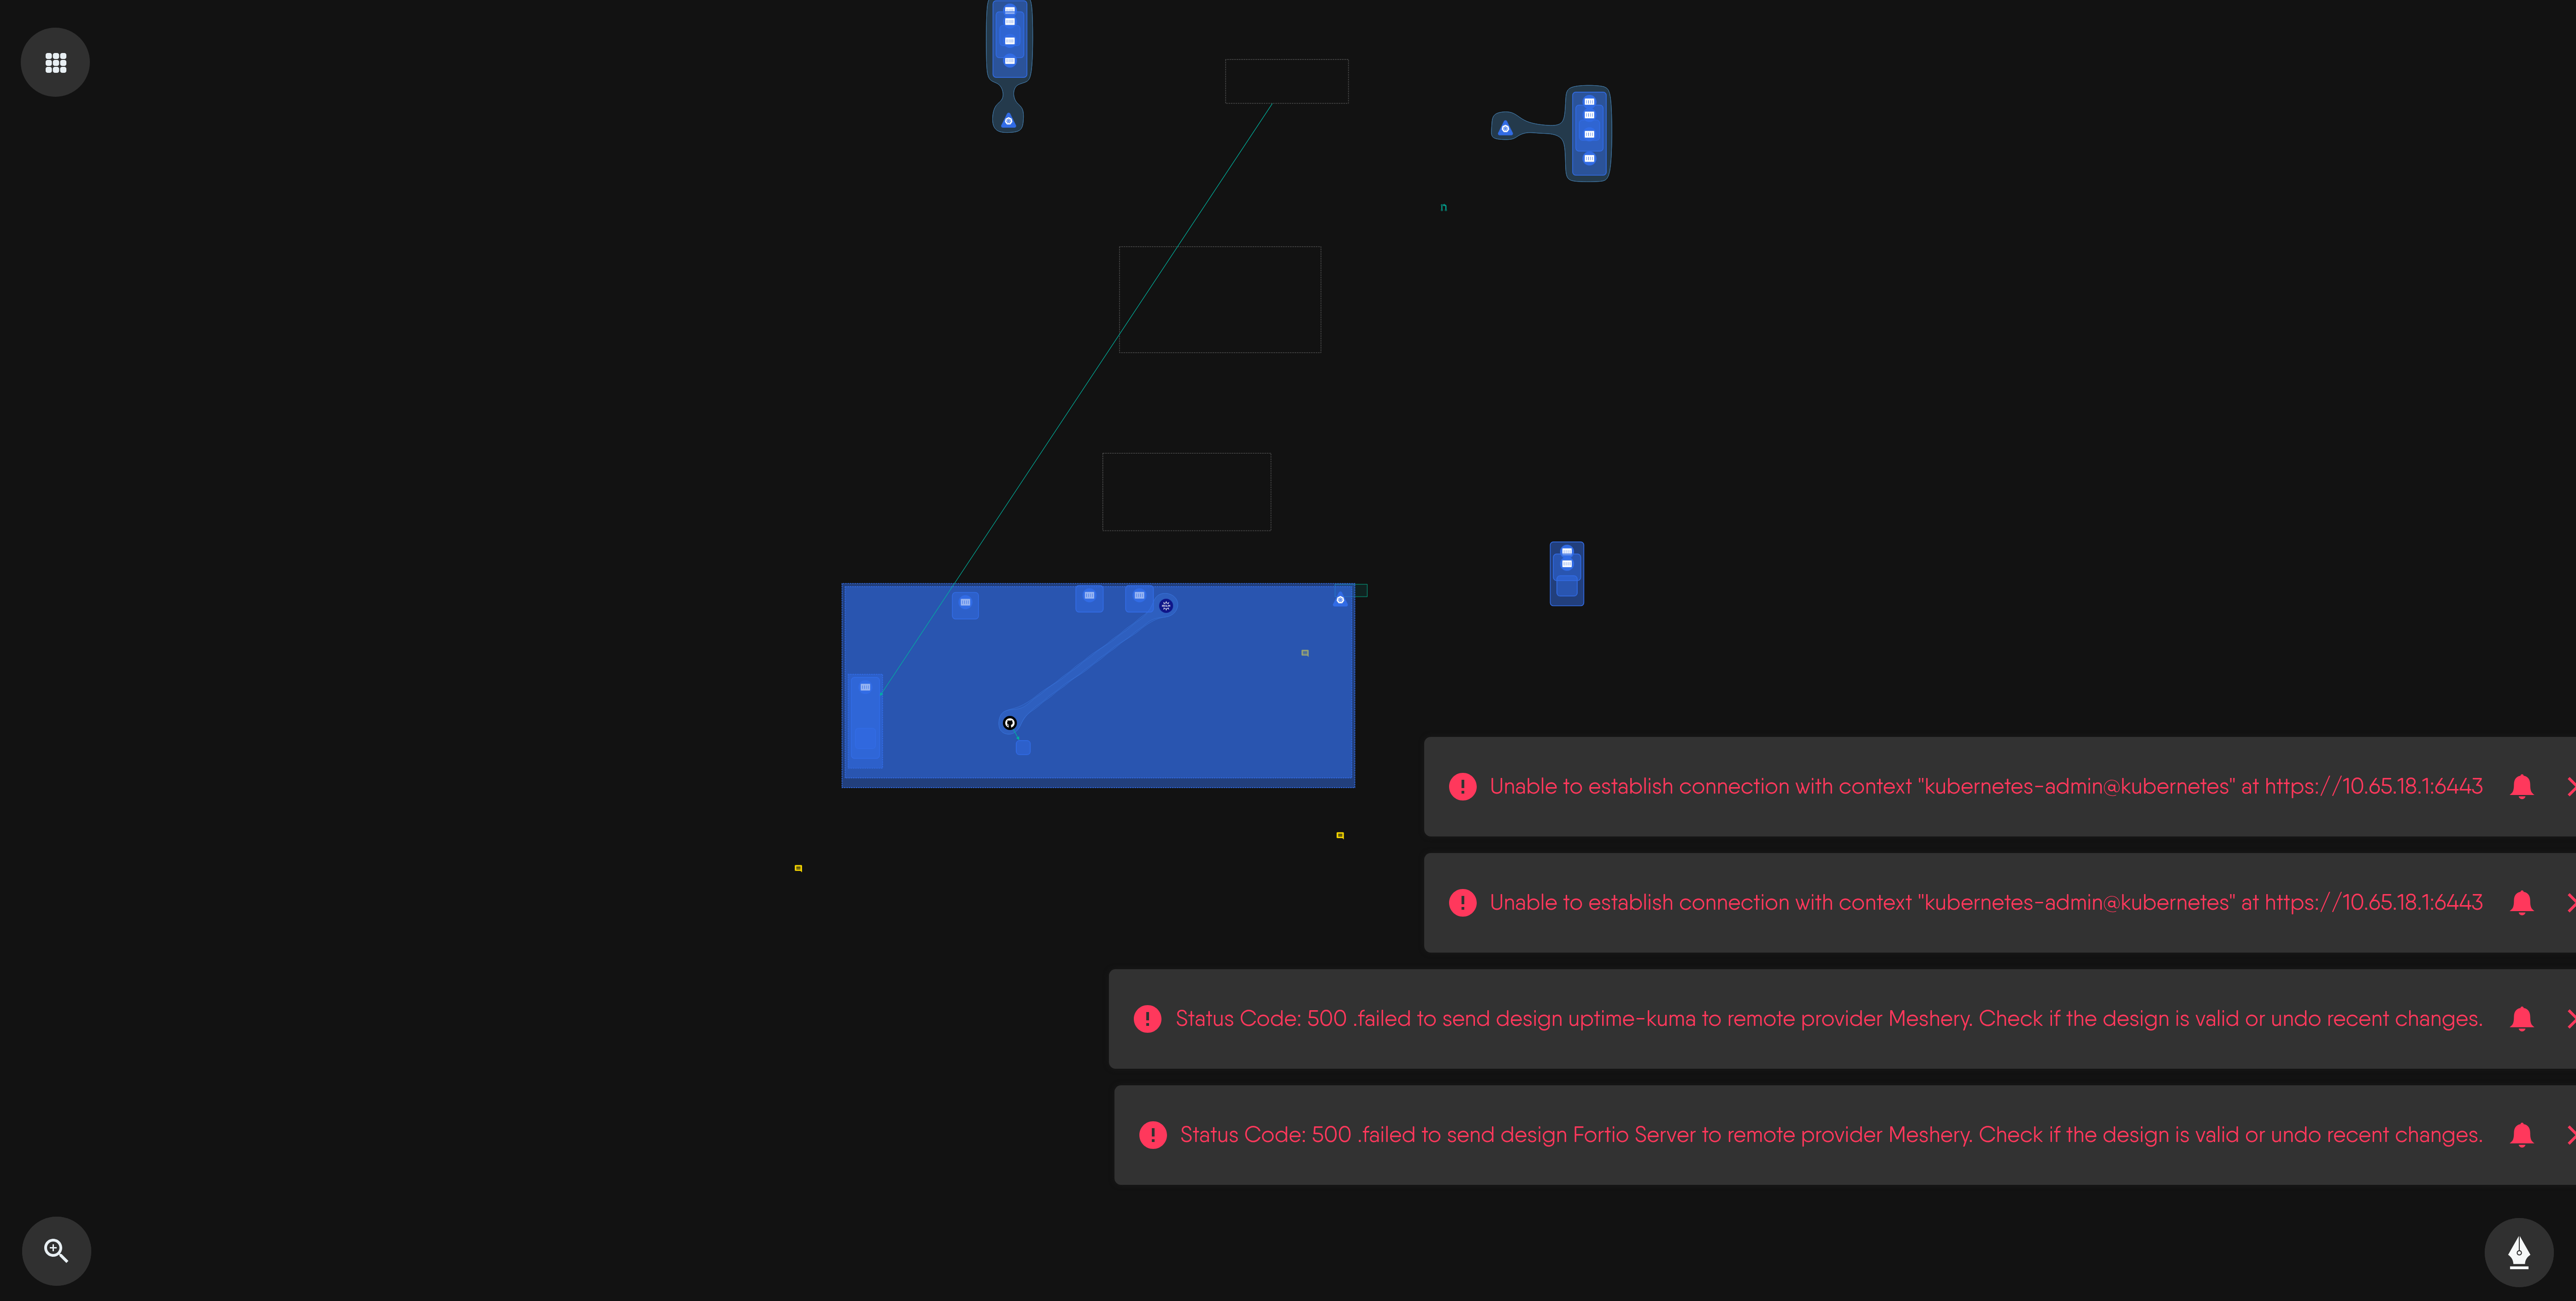 n
Unable to establish connection with context "kubernetes-admin@kubernetes" at https://10.65.18.1:6443
Unable to establish connection with context "kubernetes-admin@kubernetes" at https://10.65.18.1:6443
Status Code: 500 .failed to send design uptime-kuma to remote provider Meshery. Check if the design is valid or undo recent changes.
Status Code: 500 .failed to send design Fortio Server to remote provider Meshery. Check if the design is valid or undo recent changes.